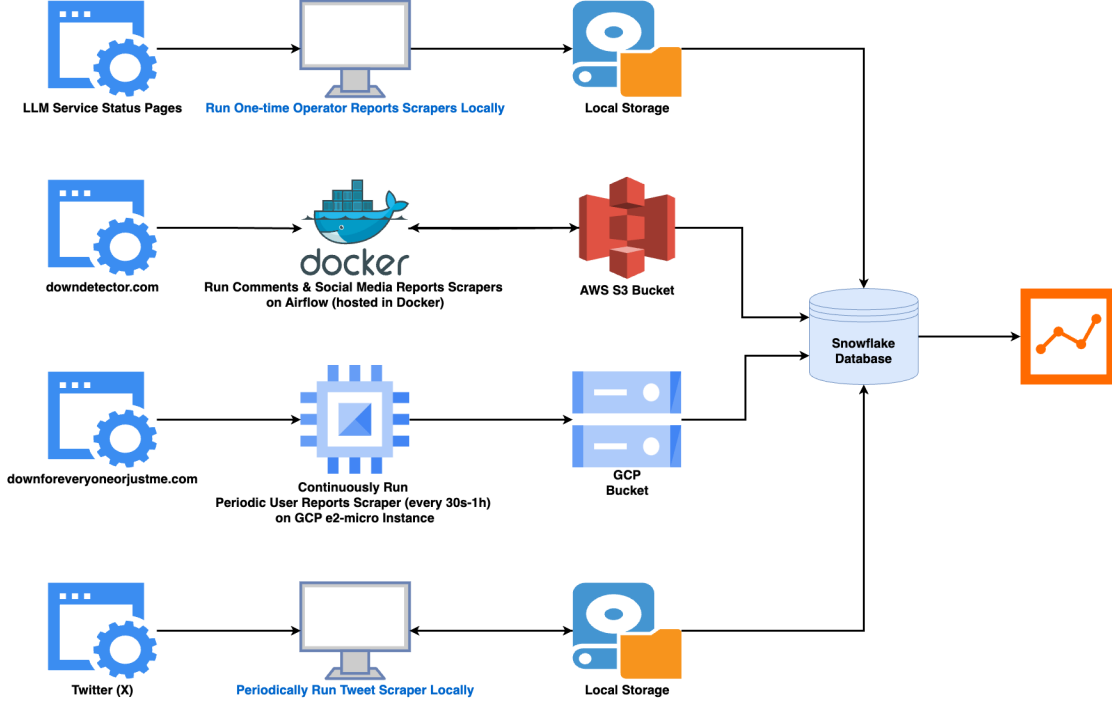 LLM Service Status Pages
Run One-time Operator Reports Scrapers Locally
Local Storage
downdetector.com
docker
Run Comments & Social Media Reports Scrapers
on Airflow (hosted in Docker)
AWS S3 Bucket
Snowflake
Database
downforeveryoneorjustme.com
Continuously Run
Periodic User Reports Scraper (every 30s-1h)
on GCP e2-micro Instance
GCP
Bucket
Twitter (X)
Periodically Run Tweet Scraper Locally
Local Storage